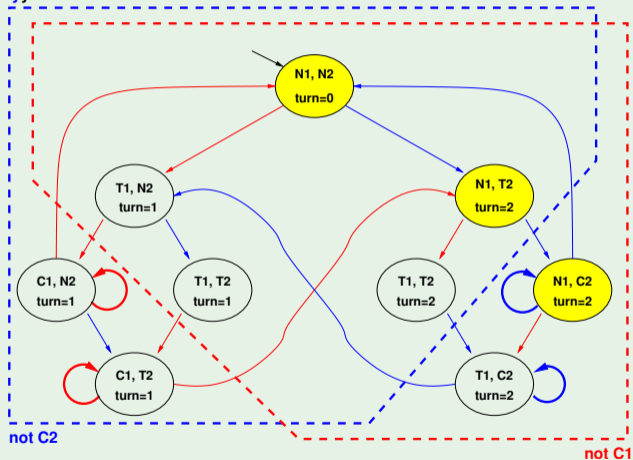 N1, N2
turn=0
T1, N2
turn=1
N1, T2
turn=2
C1, N2
turn=1
T1, T2
turn=1
T1, T2
turn=2
N1, C2
turn=2
C1, T2
turn=1
T1, C2
turn=2
not C2
not C1